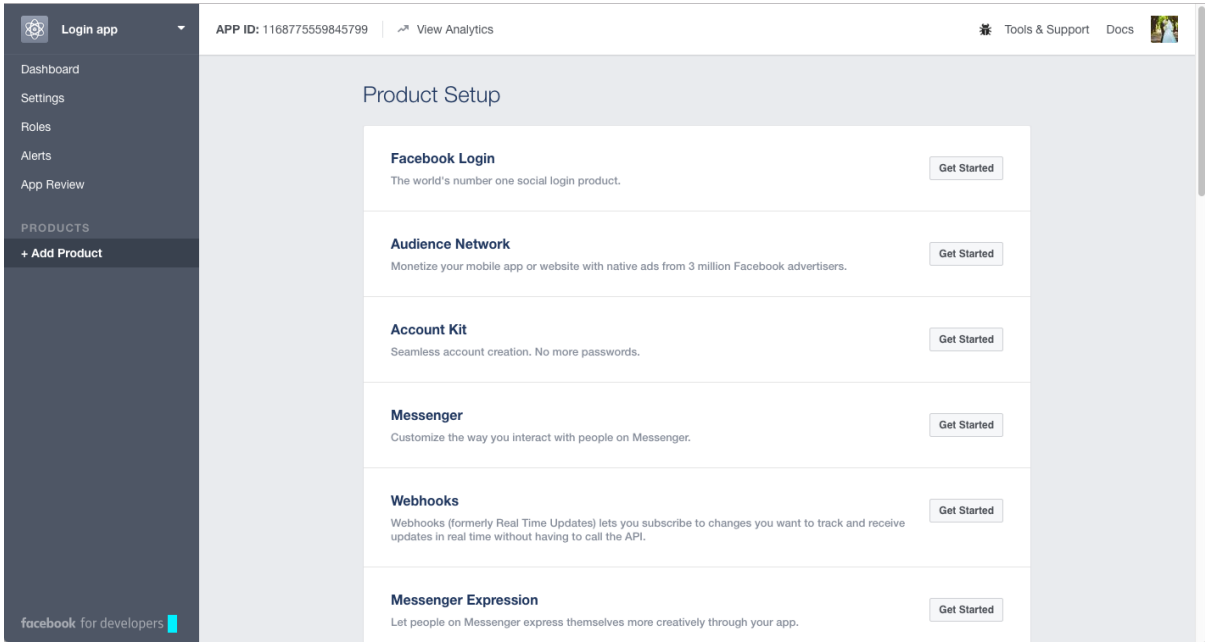 Login app
APP ID: 1168775559845799
View Analytics
Tools & Support
Docs
Dashboard
Settings
Roles
Alerts
App Review
PRODUCTS
+ Add Product
facebook for developers
Product Setup
Facebook Login
The world's number one social login product.
Get Started
Audience Network
Monetize your mobile app or website with native ads from 3 million Facebook advertisers.
Get Started
Account Kit
Seamless account creation. No more passwords.
Get Started
Messenger
Customize the way you interact with people on Messenger.
Get Started
Webhooks
Webhooks (formerly Real Time Updates) lets you subscribe to changes you want to track and receive
updates in real time without having to call the API.
Get Started
Messenger Expression
Let people on Messenger express themselves more creatively through your app.
Get Started